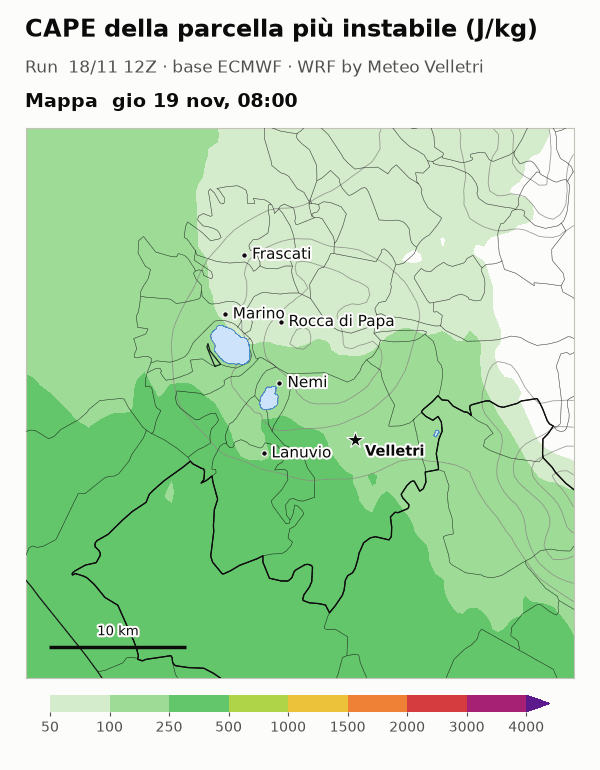 CAPE della parcella più instabile (J/kg)
Run  18/11 12Z · base ECMWF · WRF by Meteo Velletri
Mappa  gio 19 nov, 08:00
Frascati
Marino
Rocca di Papa
Nemi
Velletri
Lanuvio
10 km
50 100 250 500 1000 1500 2000 3000 4000